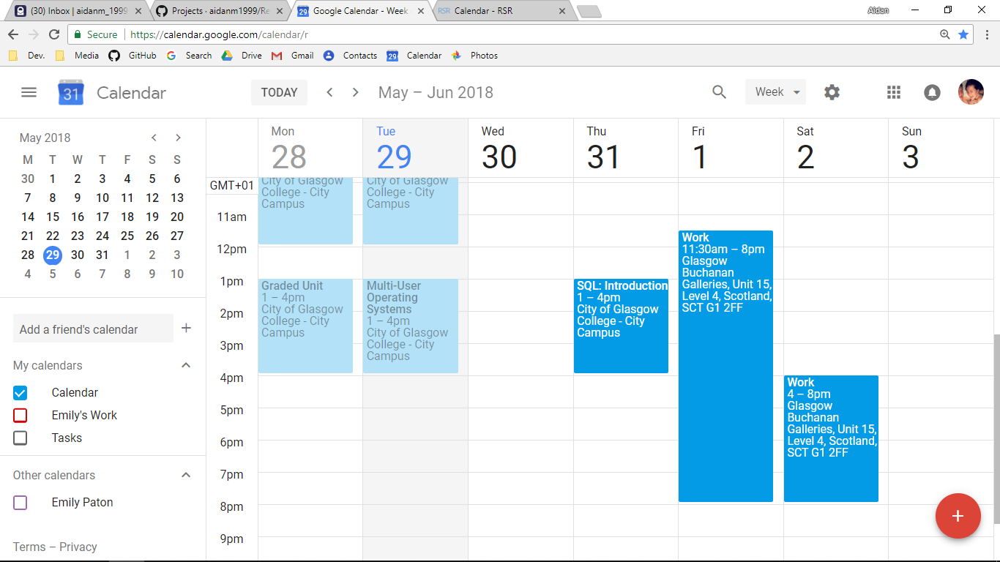 (30) Inbox | aidanm_1999
Projects · aidanm1999/Re
Google Calendar - Week
RSR Calendar - RSR
Aidan
Secure https://calendar.google.com/calendar/r
Dev. Media GitHub Search Drive Gmail Contacts 29 Calendar Photos
31 Calendar TODAY May – Jun 2018 Week
May 2018
M T W T F S S
30 1 2 3 4 5 6
7 8 9 10 11 12 13
14 15 16 17 18 19 20
21 22 23 24 25 26 27
28 29 30 31 1 2 3
4 5 6 7 8 9 10
Add a friend's calendar
My calendars
Calendar
Emily's Work
Tasks
Other calendars
Emily Paton
Terms – Privacy
Mon Tue Wed Thu Fri Sat Sun
28 29 30 31 1 2 3
GMT+01
11am
12pm
1pm
2pm
3pm
4pm
5pm
6pm
7pm
8pm
9pm
City of Glasgow
College - City
Campus
Graded Unit
1 – 4pm
City of Glasgow
College - City
Campus
City of Glasgow
College - City
Campus
Multi-User
Operating
Systems
1 – 4pm
City of Glasgow
College - City
Campus
SQL: Introduction
1 – 4pm
City of Glasgow
College - City
Campus
Work
11:30am – 8pm
Glasgow
Buchanan
Galleries, Unit 15,
Level 4, Scotland,
SCT G1 2FF
Work
4 – 8pm
Glasgow
Buchanan
Galleries, Unit 15,
Level 4, Scotland,
SCT G1 2FF